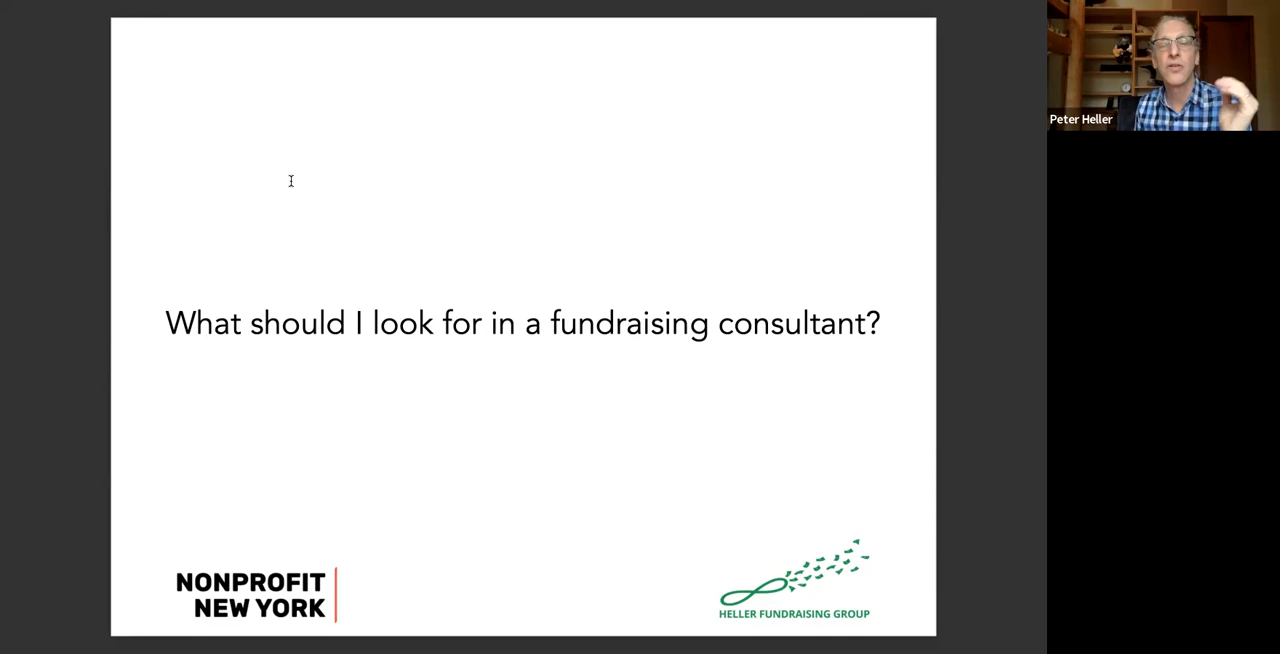 What should I look for in a fundraising consultant?
NONPROFIT
NEW YORK
HELLER FUNDRAISING GROUP
Peter Heller